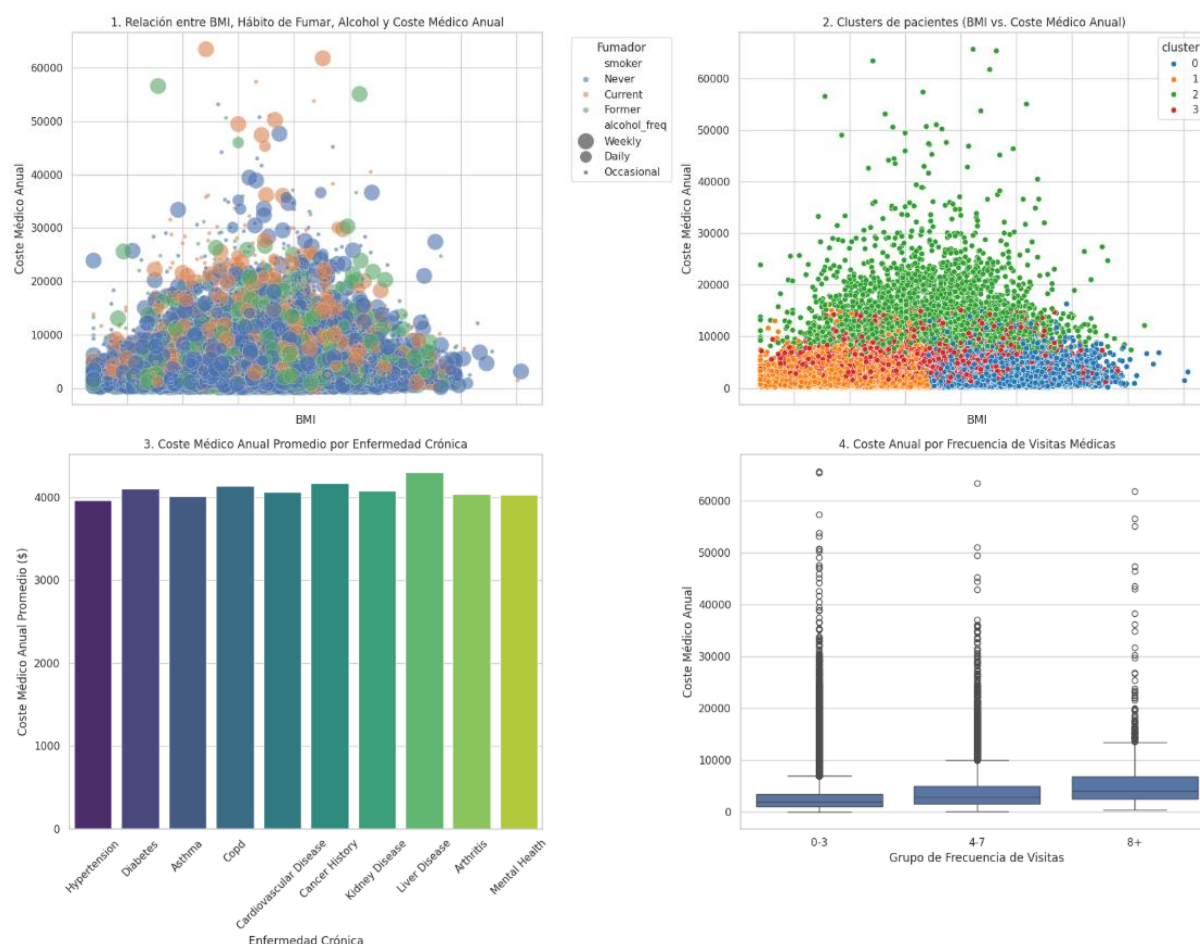 1. Relación entre BMI, Hábito de Fumar, Alcohol y Coste Médico Anual
Coste Médico Anual
60000
50000
40000
30000
20000
10000
0
BMI
Fumador
smoker
Never
Current
Former
alcohol_freq
Weekly
Daily
Occasional
2. Clusters de pacientes (BMI vs. Coste Médico Anual)
Coste Médico Anual
60000
50000
40000
30000
20000
10000
0
BMI
cluster
0
1
2
3
3. Coste Médico Anual Promedio por Enfermedad Crónica
Coste Médico Anual Promedio ($)
4000
3000
2000
1000
0
Hypertension
Diabetes
Asthma
Copd
Cardiovascular Disease
Cancer History
Kidney Disease
Liver Disease
Arthritis
Mental Health
Enfermedad Crónica
4. Coste Anual por Frecuencia de Visitas Médicas
Coste Médico Anual
60000
50000
40000
30000
20000
10000
0
0-3
4-7
8+
Grupo de Frecuencia de Visitas